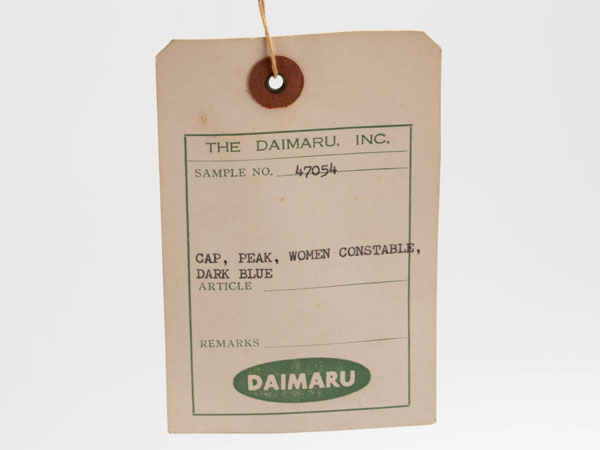 THE DAIMARU, INC.
SAMPLE NO. 47054
CAP, PEAK, WOMEN CONSTABLE,
DARK BLUE
ARTICLE
REMARKS
DAIMARU